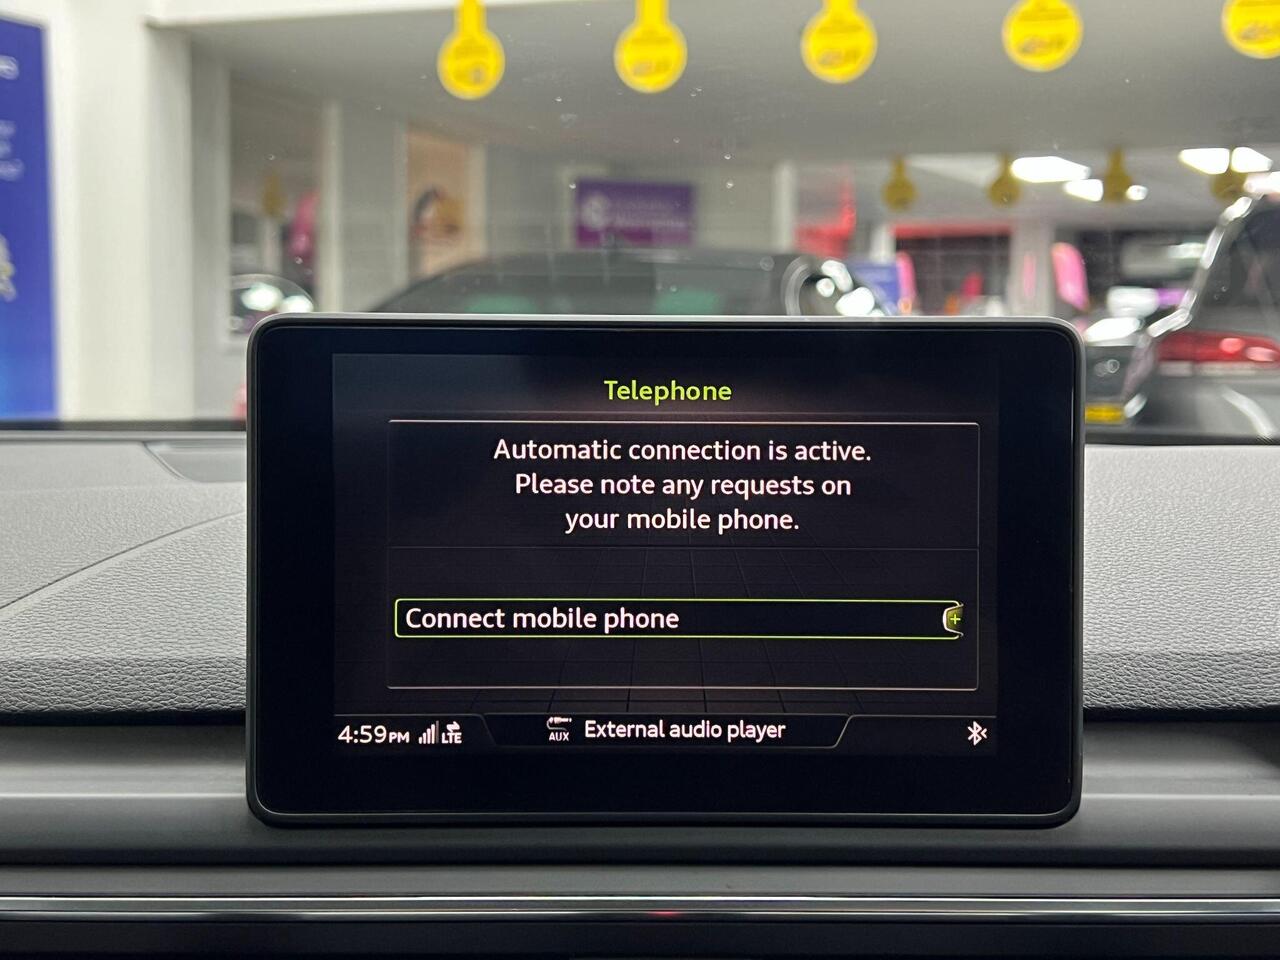 Telephone
Automatic connection is active.
Please note any requests on
your mobile phone.
Connect mobile phone
4:59PM LTE AUX External audio player